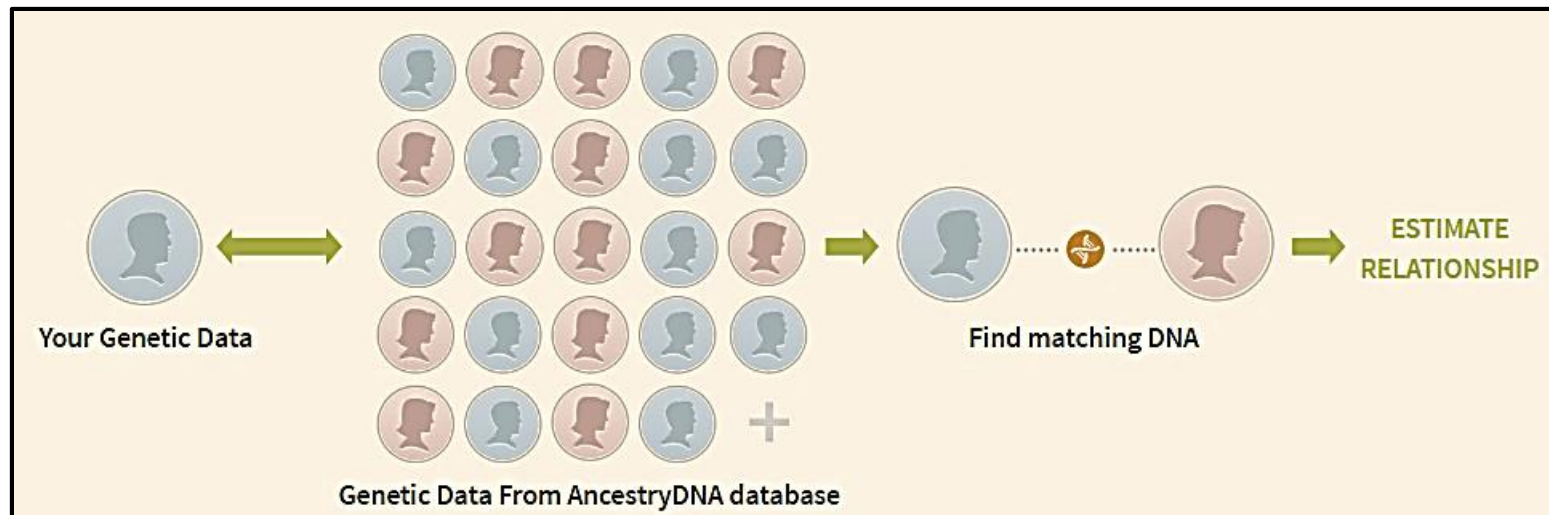 Your Genetic Data
Genetic Data From AncestryDNA database
Find matching DNA
ESTIMATE
RELATIONSHIP